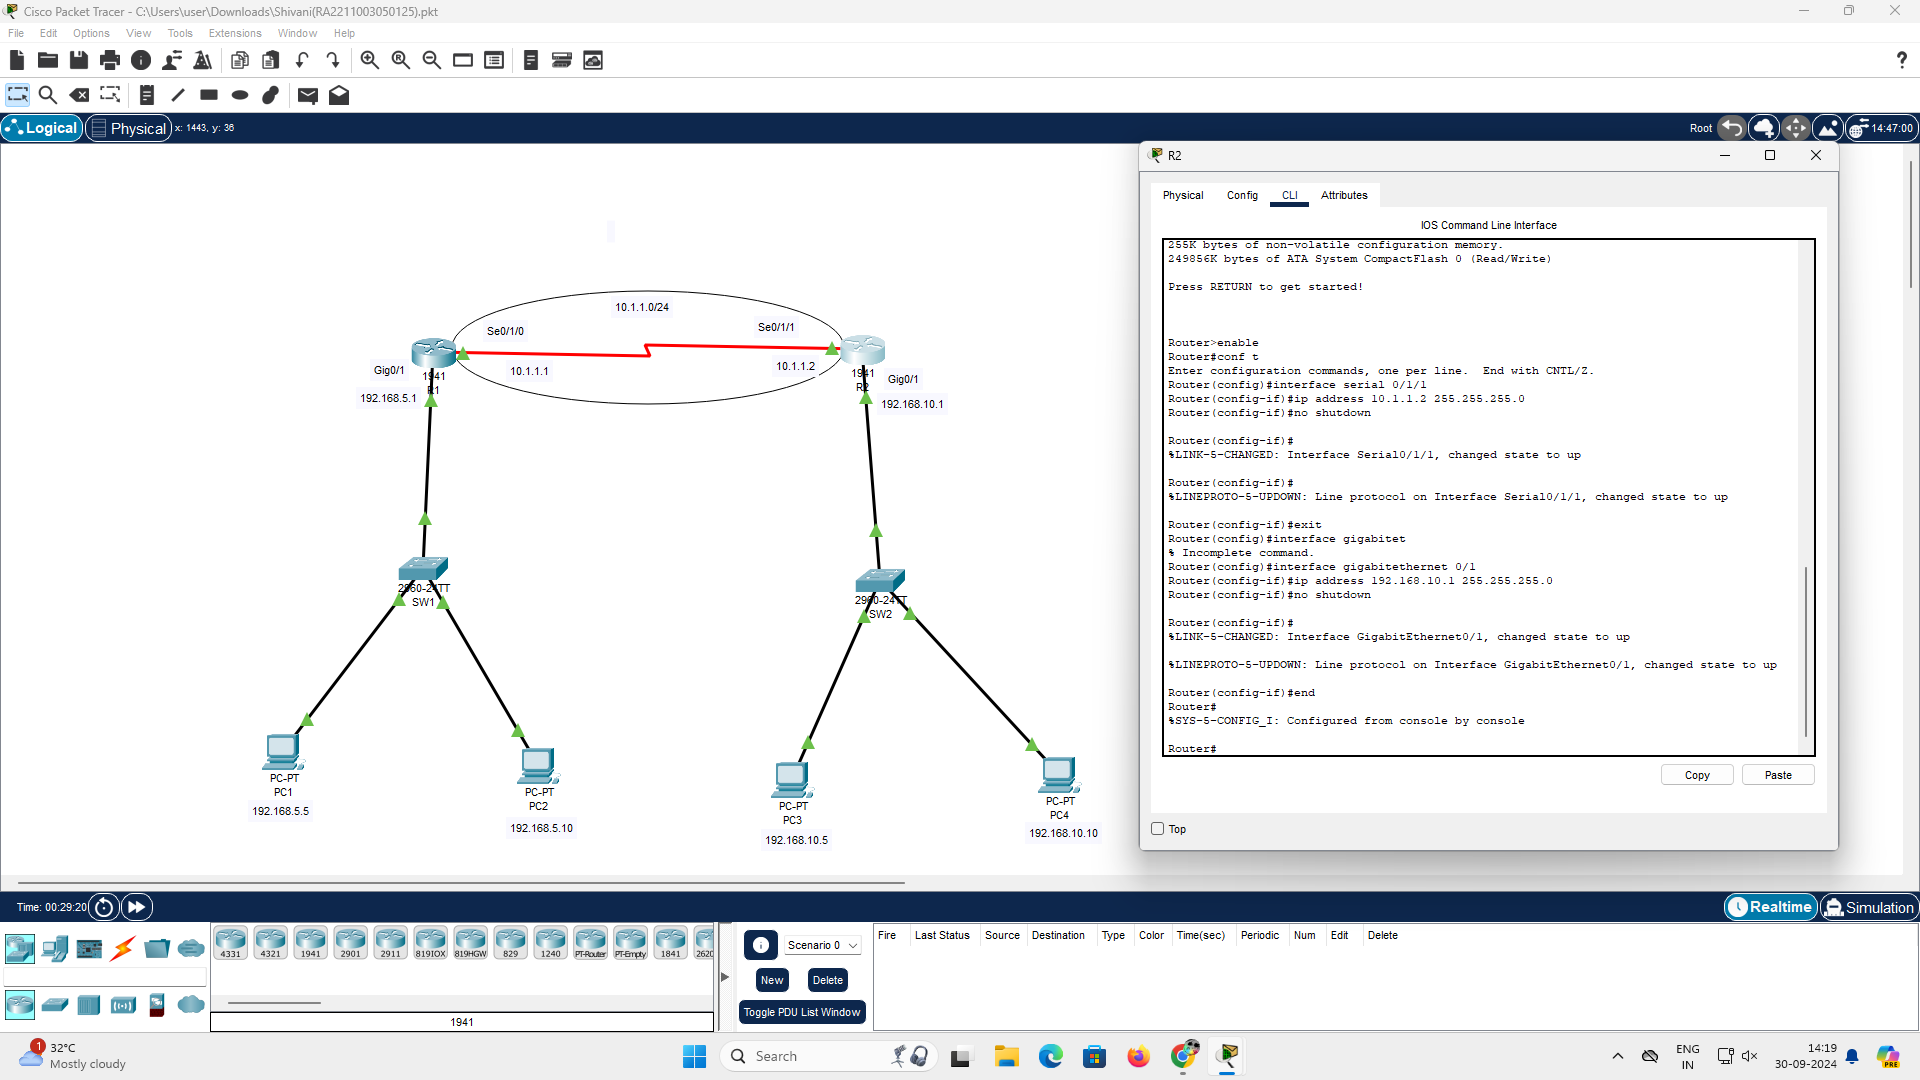 Cisco Packet Tracer - C:\Users\user\Downloads\Shivani(RA2211003050125).pkt
File Edit Options View Tools Extensions Window Help
Logical Physical x: 1443, y: 36 Root 14:47:00
10.1.1.0/24
Se0/1/0
Se0/1/1
Gig0/1
10.1.1.1
10.1.1.2
1941
R1
1941
R2
Gig0/1
192.168.5.1
192.168.10.1
2960-24TT
SW1
2960-24TT
SW2
PC-PT
PC1
192.168.5.5
PC-PT
PC2
192.168.5.10
PC-PT
PC3
192.168.10.5
PC-PT
PC4
192.168.10.10
R2
Physical Config CLI Attributes
IOS Command Line Interface
255K bytes of non-volatile configuration memory.
249856K bytes of ATA System CompactFlash 0 (Read/Write)
Press RETURN to get started!
Router>enable
Router#conf t
Enter configuration commands, one per line. End with CNTL/Z.
Router(config)#interface serial 0/1/1
Router(config-if)#ip address 10.1.1.2 255.255.255.0
Router(config-if)#no shutdown
Router(config-if)#
%LINK-5-CHANGED: Interface Serial0/1/1, changed state to up
Router(config-if)#
%LINEPROTO-5-UPDOWN: Line protocol on Interface Serial0/1/1, changed state to up
Router(config-if)#exit
Router(config)#interface gigabitet
% Incomplete command.
Router(config)#interface gigabitethernet 0/1
Router(config-if)#ip address 192.168.10.1 255.255.255.0
Router(config-if)#no shutdown
Router(config-if)#
%LINK-5-CHANGED: Interface GigabitEthernet0/1, changed state to up
%LINEPROTO-5-UPDOWN: Line protocol on Interface GigabitEthernet0/1, changed state to up
Router(config-if)#end
Router#
%SYS-5-CONFIG_I: Configured from console by console
Router#
Copy Paste
Top
Time: 00:29:20 Realtime Simulation
4331 4321 1941 2901 2911 819IOX 819HGW 829 1240 PT-Router PT-Empty 1841 2620
1941
Scenario 0
New Delete
Toggle PDU List Window
Fire Last Status Source Destination Type Color Time(sec) Periodic Num Edit Delete
1
32°C
Mostly cloudy
Search
ENG
IN
14:19
30-09-2024
PRE